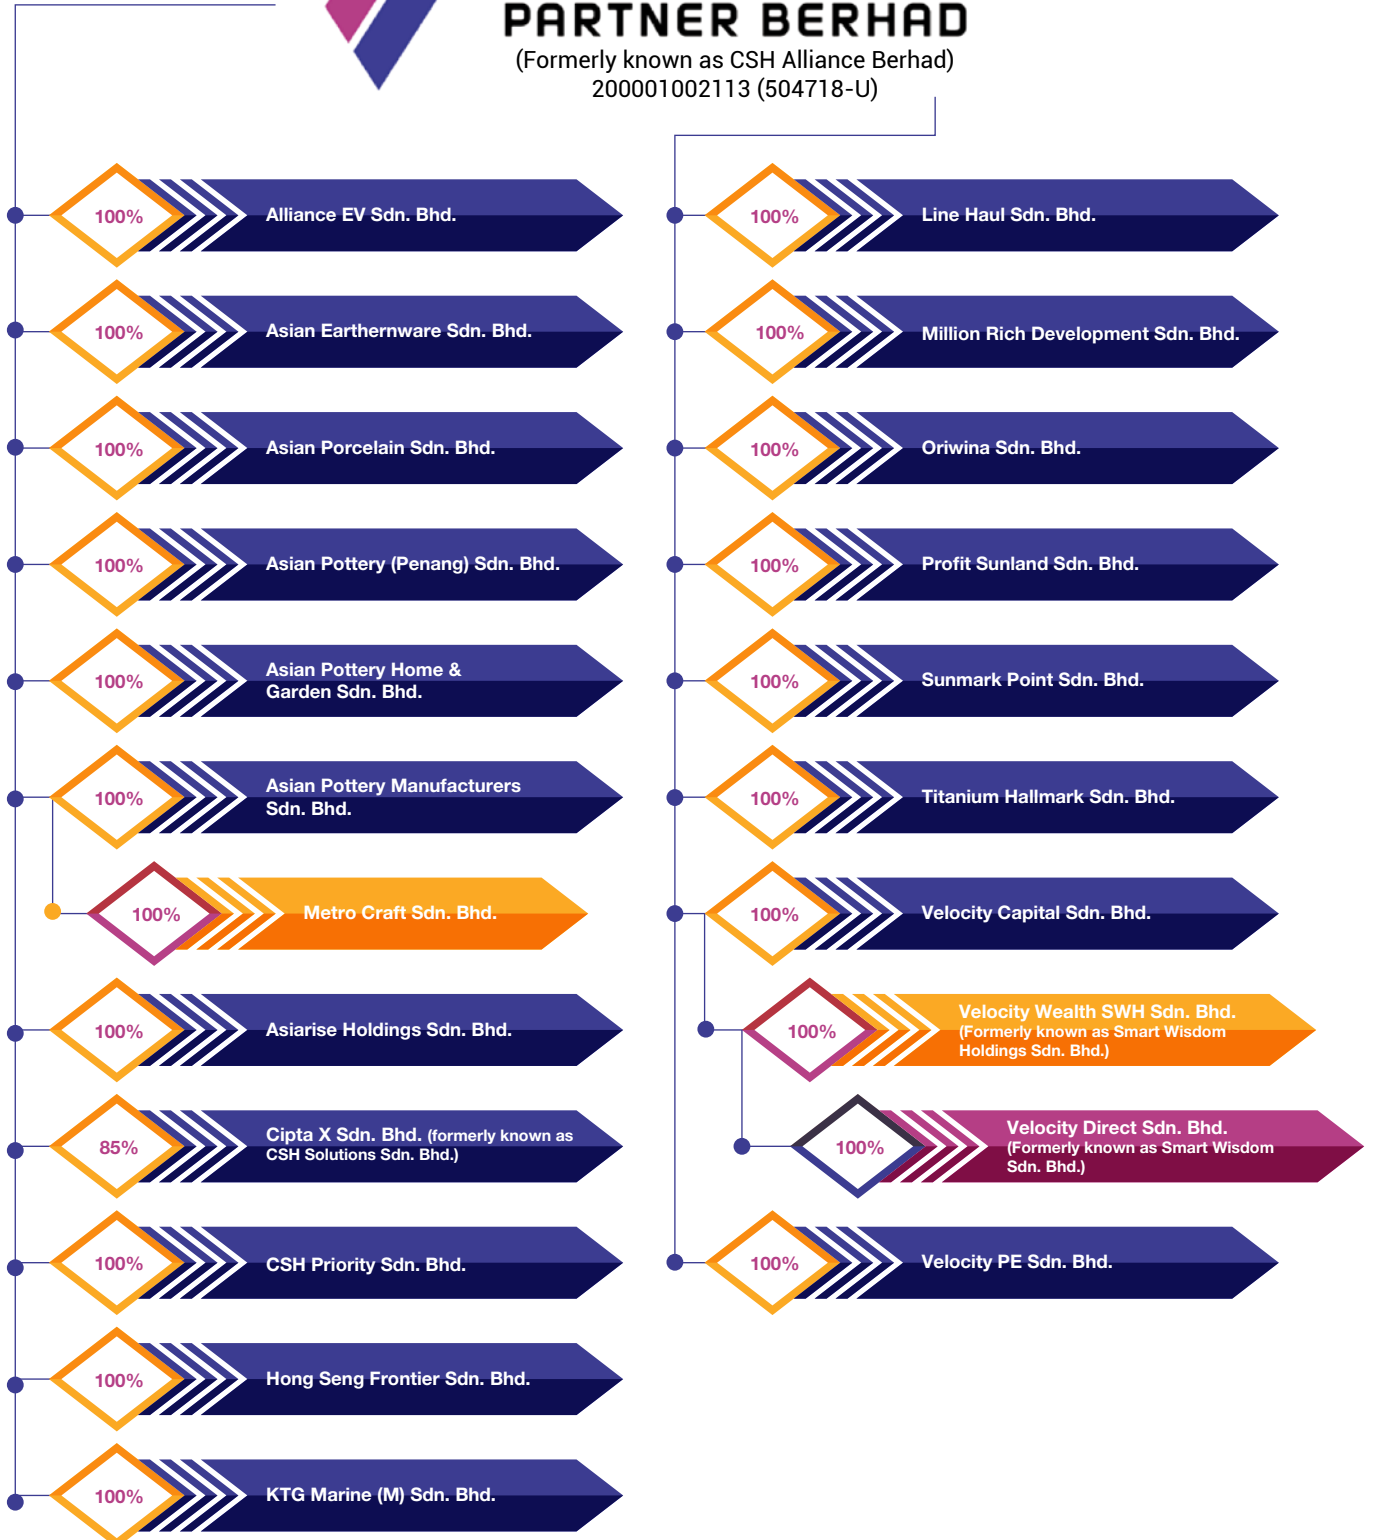 PARTNER BERHAD
(Formerly known as CSH Alliance Berhad)
200001002113 (504718-U)
100%
Alliance EV Sdn. Bhd.
100%
Asian Earthernware Sdn. Bhd.
100%
Asian Porcelain Sdn. Bhd.
100%
Asian Pottery (Penang) Sdn. Bhd.
100%
Asian Pottery Home &
Garden Sdn. Bhd.
100%
Asian Pottery Manufacturers
Sdn. Bhd.
100%
Metro Craft Sdn. Bhd.
100%
Asiarise Holdings Sdn. Bhd.
85%
Cipta X Sdn. Bhd. (formerly known as
CSH Solutions Sdn. Bhd.)
100%
CSH Priority Sdn. Bhd.
100%
Hong Seng Frontier Sdn. Bhd.
100%
KTG Marine (M) Sdn. Bhd.
100%
Line Haul Sdn. Bhd.
100%
Million Rich Development Sdn. Bhd.
100%
Oriwina Sdn. Bhd.
100%
Profit Sunland Sdn. Bhd.
100%
Sunmark Point Sdn. Bhd.
100%
Titanium Hallmark Sdn. Bhd.
100%
Velocity Capital Sdn. Bhd.
100%
Velocity Wealth SWH Sdn. Bhd.
(Formerly known as Smart Wisdom
Holdings Sdn. Bhd.)
100%
Velocity Direct Sdn. Bhd.
(Formerly known as Smart Wisdom
Sdn. Bhd.)
100%
Velocity PE Sdn. Bhd.